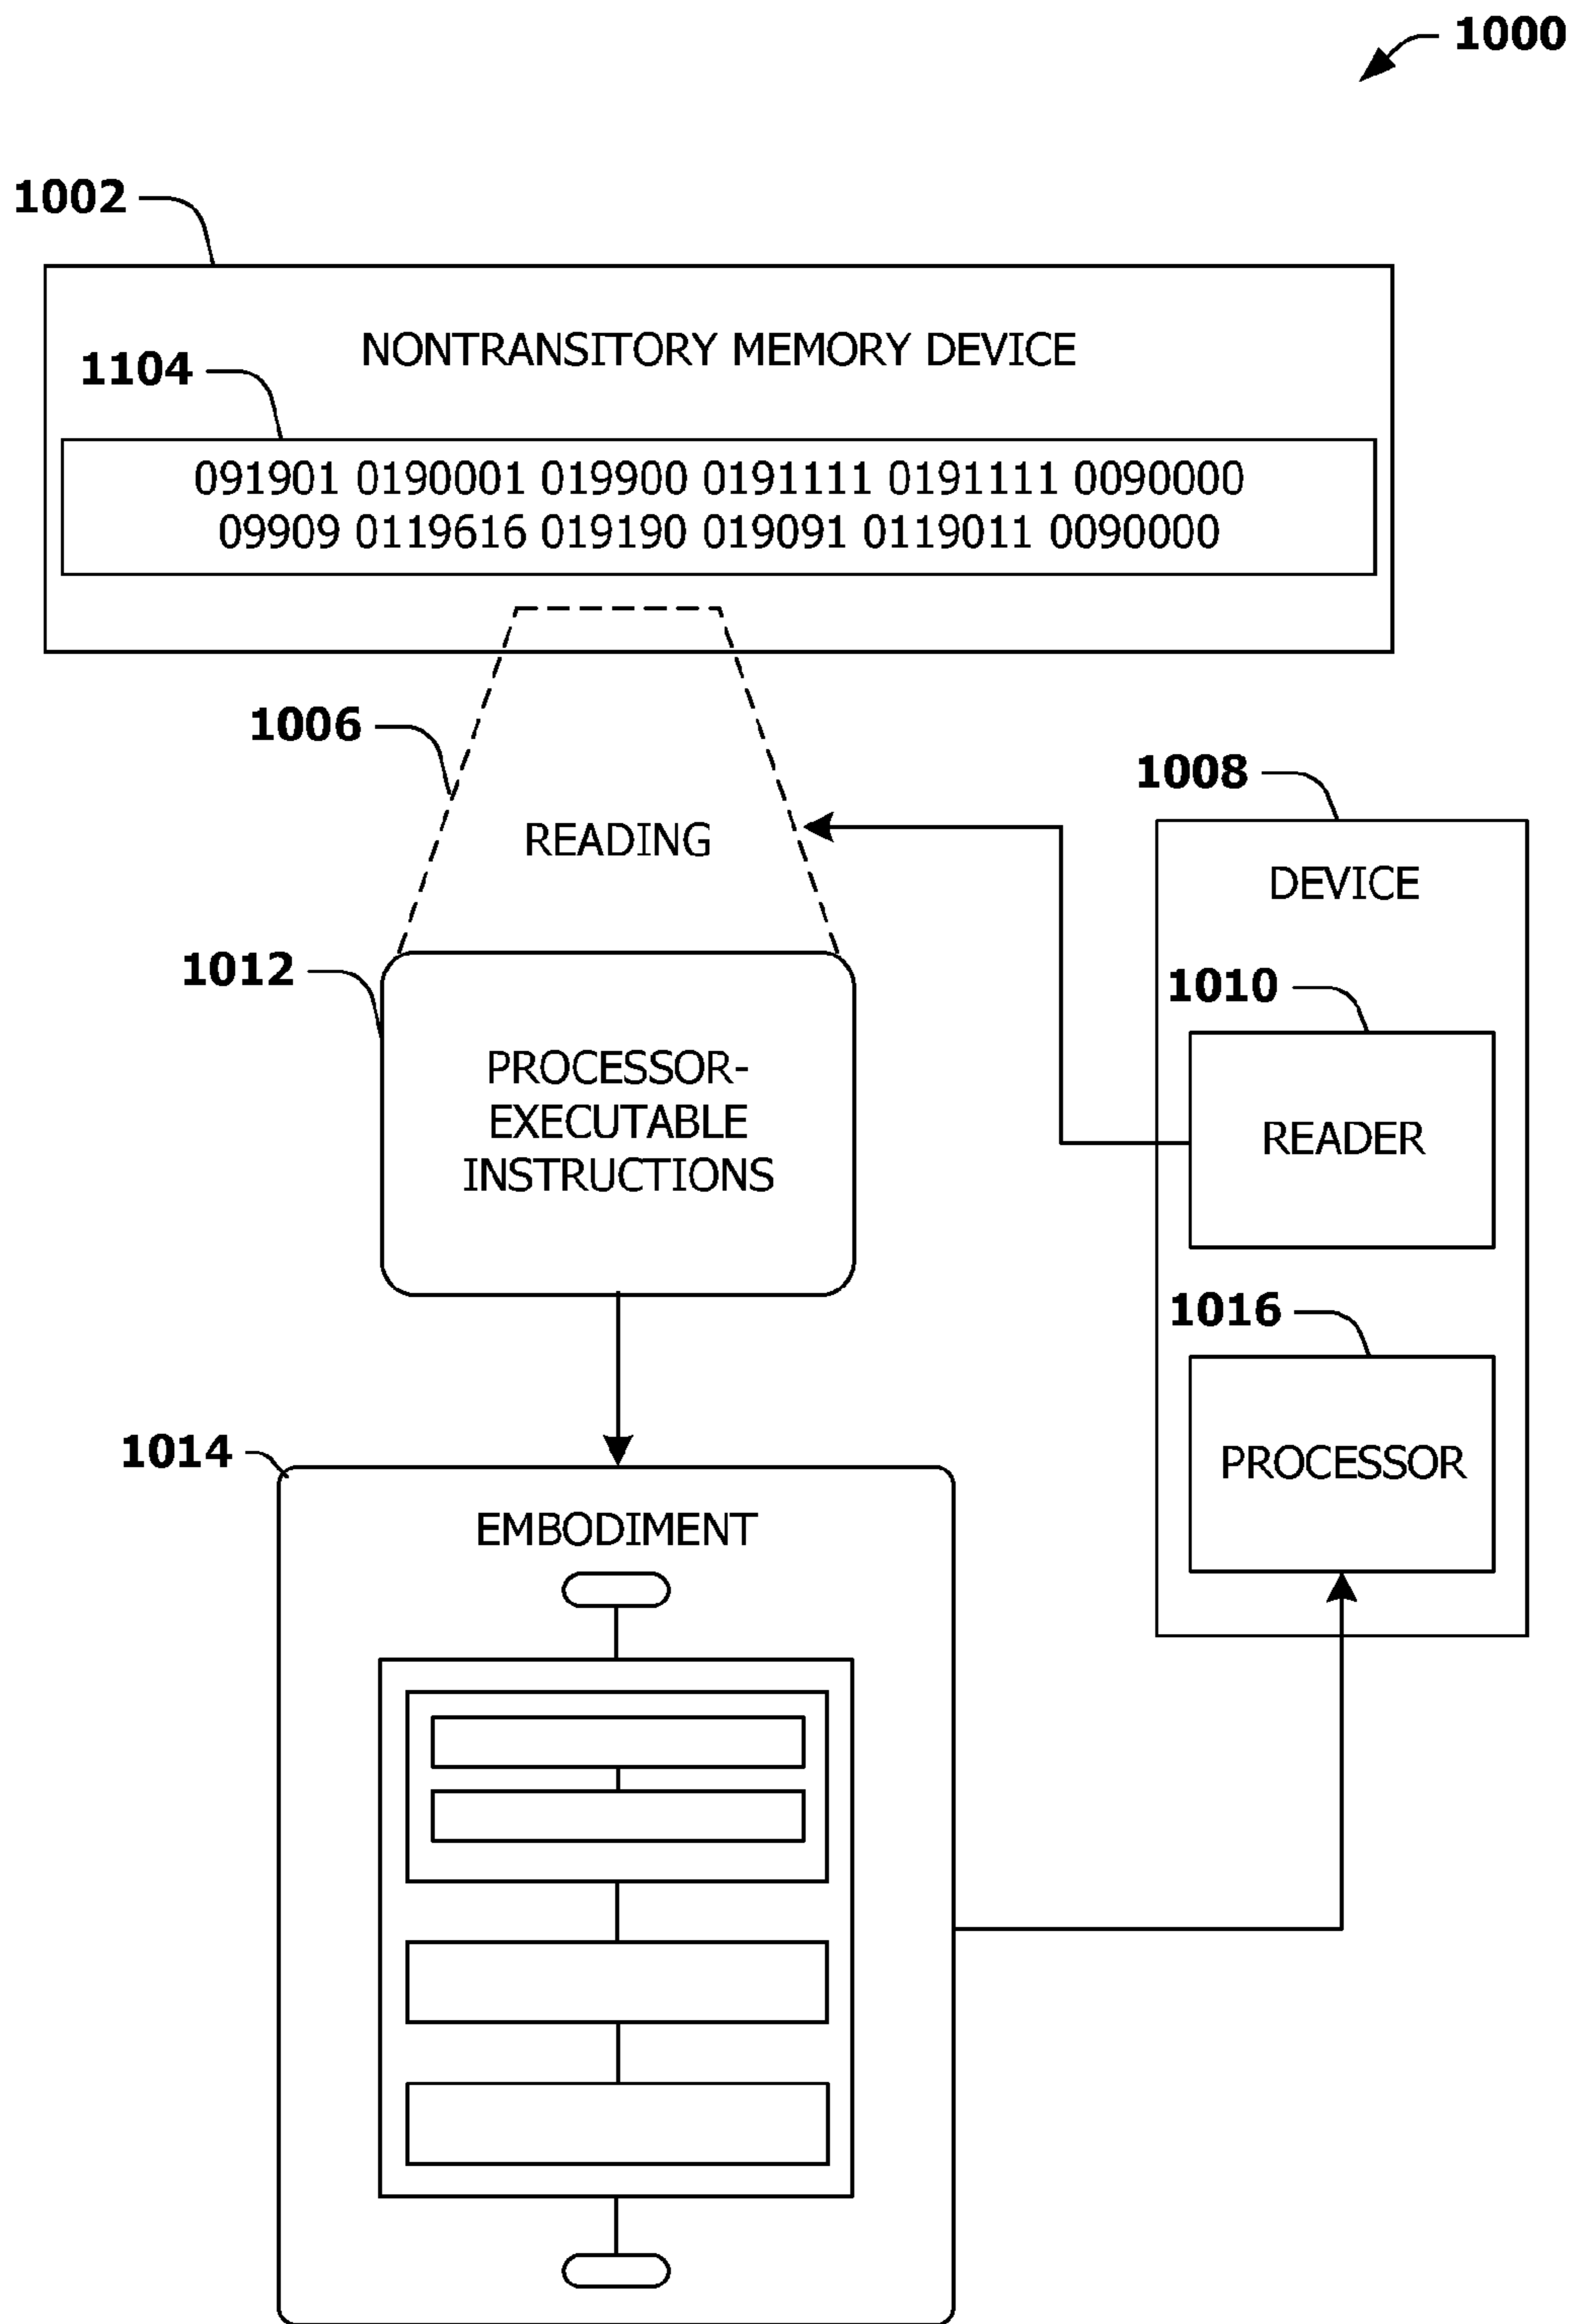 1000
1002
NONTRANSITORY MEMORY DEVICE
1104
091901 0190001 019900 0191111 0191111 0090000
09909 0119616 019190 019091 0119011 0090000
1006
READING
1008
DEVICE
1010
READER
1012
PROCESSOR-
EXECUTABLE
INSTRUCTIONS
1016
PROCESSOR
1014
EMBODIMENT